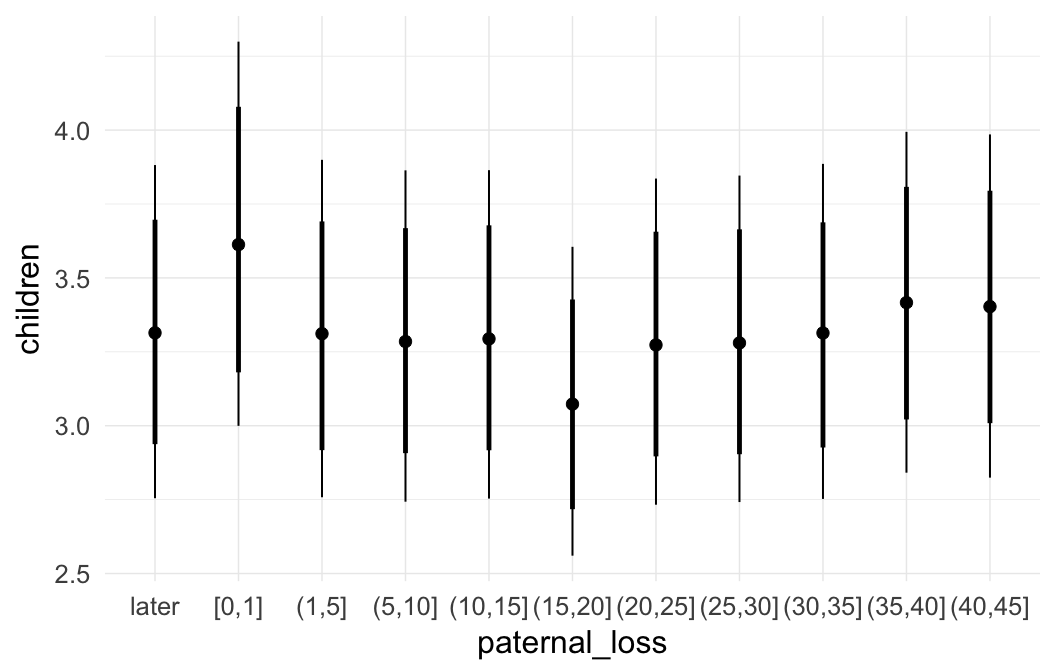 children
4.0
3.5
3.0
2.5
later [0,1] (1,5] (5,10] (10,15] (15,20] (20,25] (25,30] (30,35] (35,40] (40,45]
paternal_loss